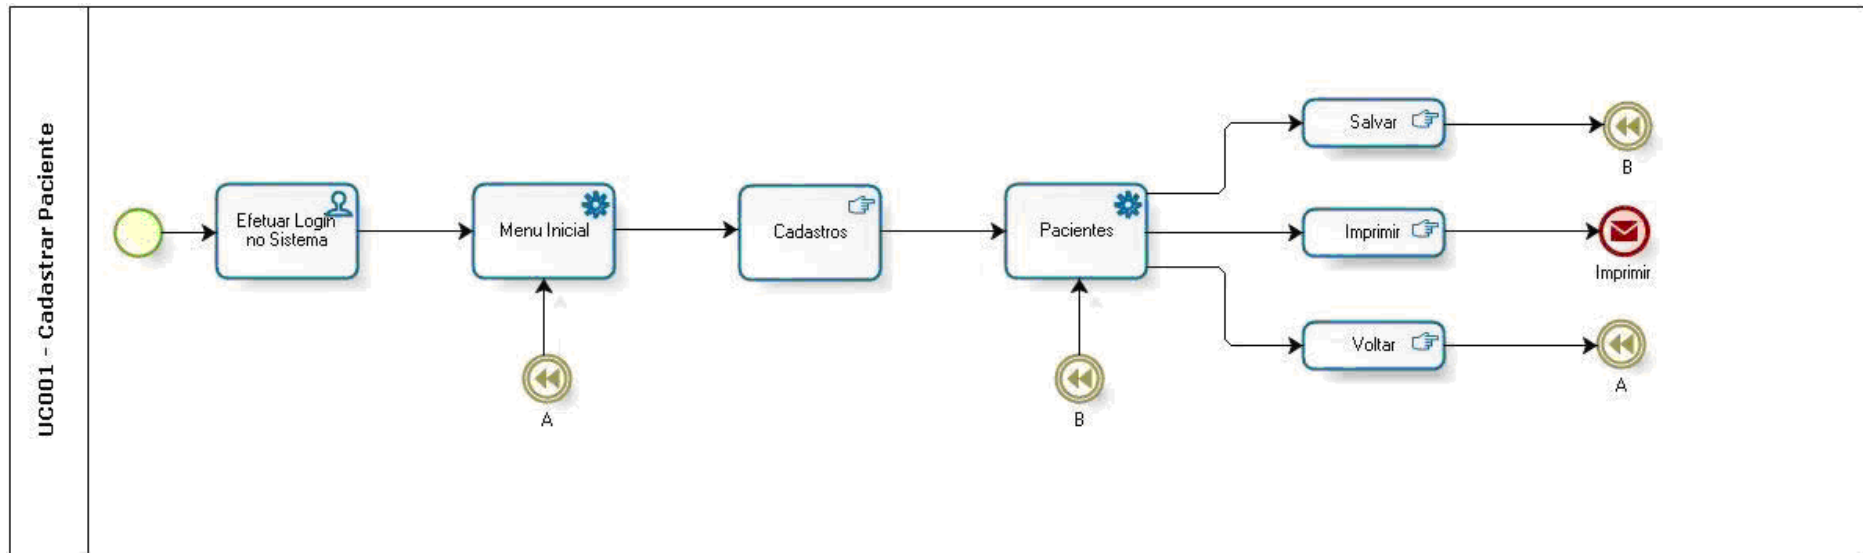 UC001 - Cadastrar Paciente
Efetuar Login
no Sistema
Menu Inicial
Cadastros
Pacientes
Salvar
B
Imprimir
Imprimir
Voltar
A
A
B